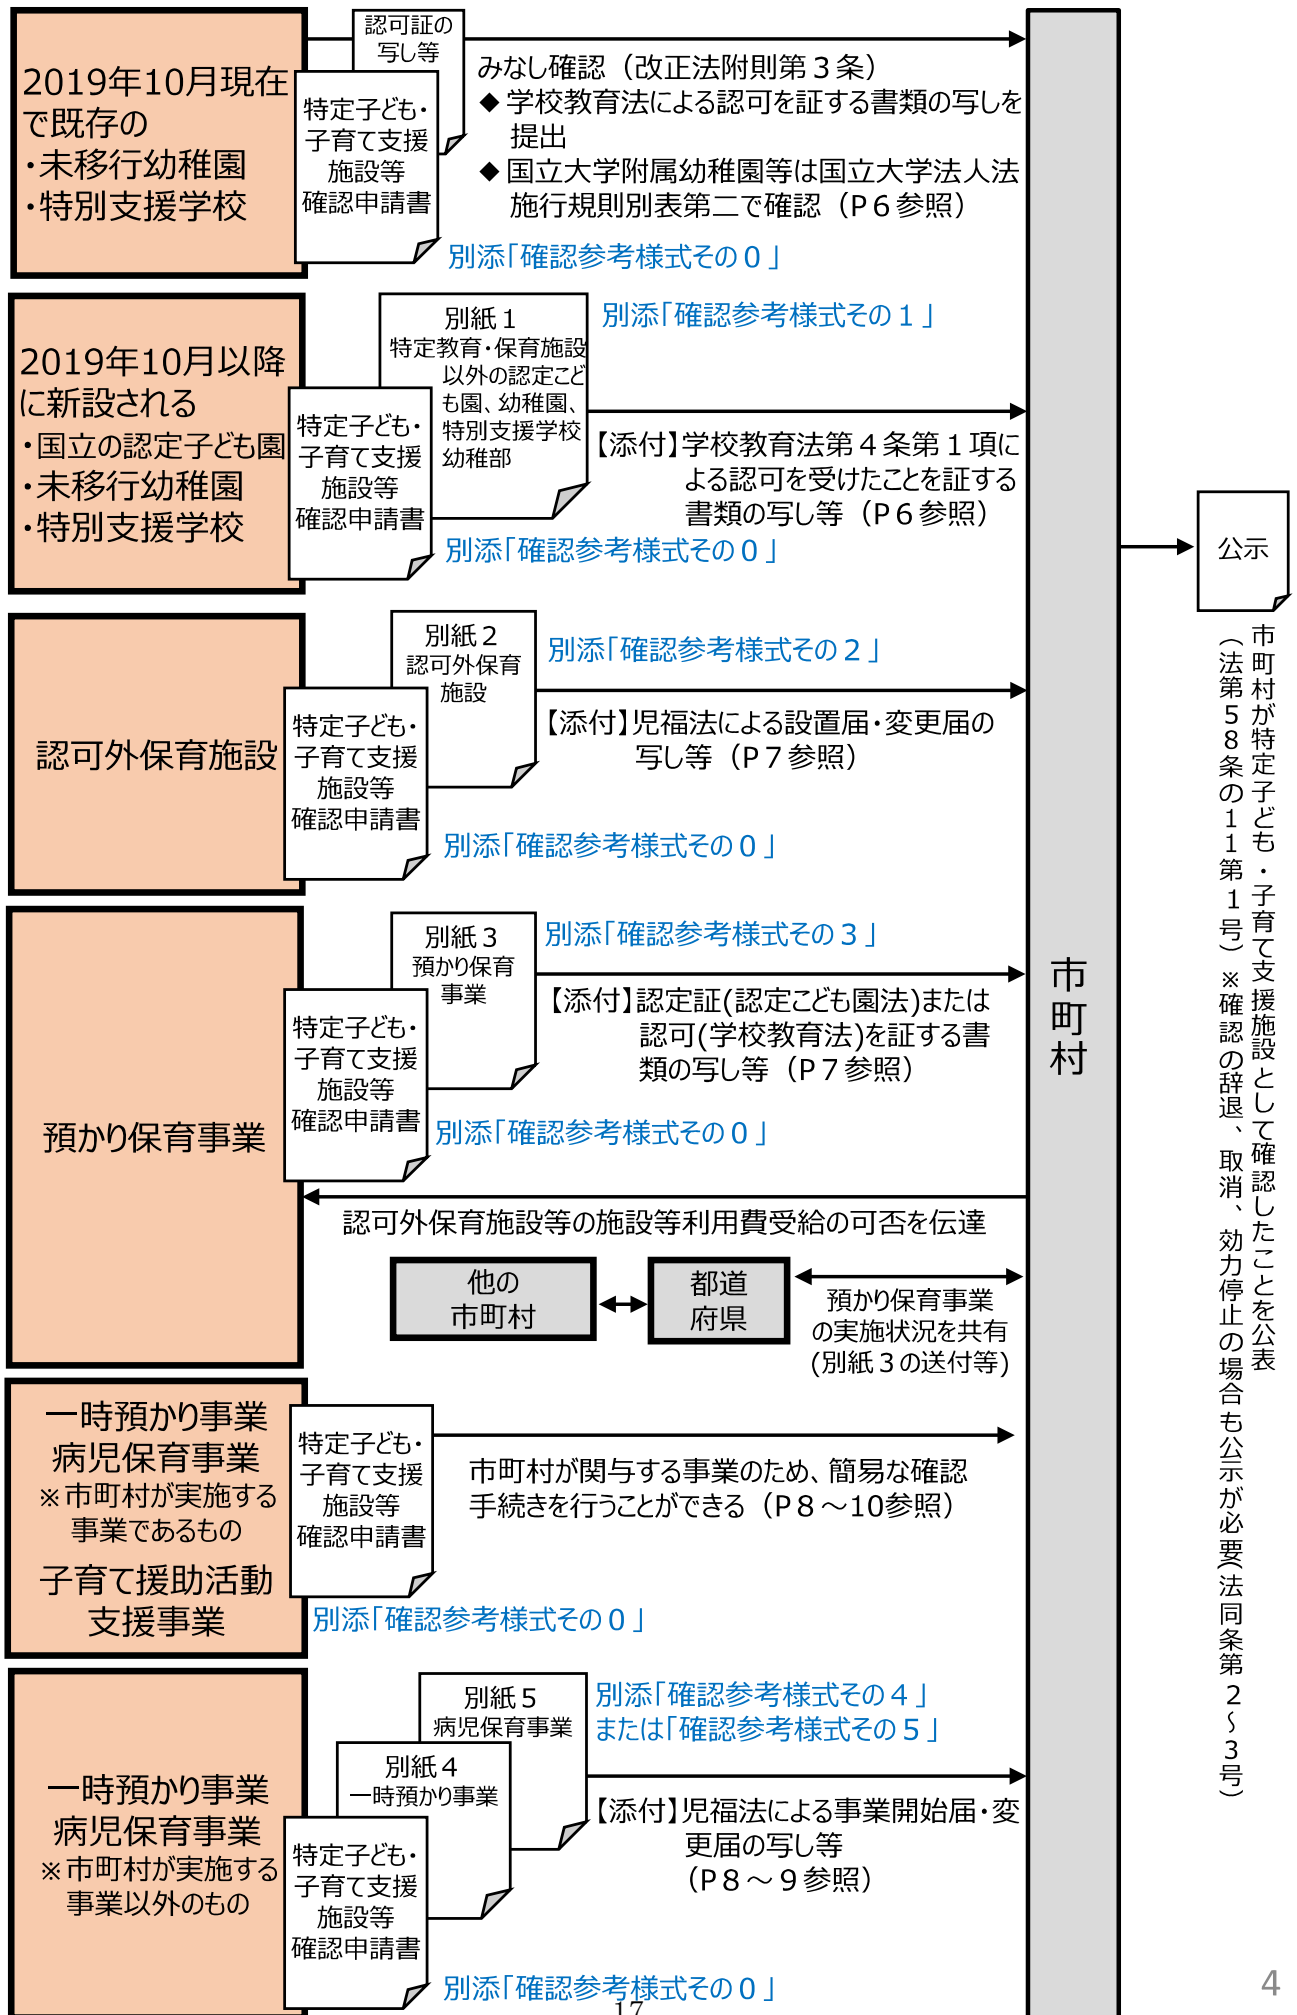 2019年10月現在
で既存の
・未移行幼稚園
・特別支援学校
認可証の
写し等
特定子ども・
子育て支援
施設等
確認申請書
みなし確認（改正法附則第３条）
◆ 学校教育法による認可を証する書類の写しを
提出
◆ 国立大学附属幼稚園等は国立大学法人法
施行規則別表第二で確認（P６参照）
別添「確認参考様式その０」
2019年10月以降
に新設される
・国立の認定子ども園
・未移行幼稚園
・特別支援学校
別紙１
特定教育・保育施設
以外の認定こど
も園、幼稚園、
特別支援学校
幼稚部
特定子ども・
子育て支援
施設等
確認申請書
別添「確認参考様式その１」
【添付】学校教育法第４条第１項に
よる認可を受けたことを証する
書類の写し等（P６参照）
別添「確認参考様式その０」
認可外保育施設
別紙２
認可外保育
施設
特定子ども・
子育て支援
施設等
確認申請書
別添「確認参考様式その２」
【添付】児福法による設置届・変更届の
写し等（P７参照）
別添「確認参考様式その０」
預かり保育事業
別紙３
預かり保育
事業
特定子ども・
子育て支援
施設等
確認申請書
別添「確認参考様式その３」
【添付】認定証(認定こども園法)または
認可(学校教育法)を証する書
類の写し等（P７参照）
別添「確認参考様式その０」
認可外保育施設等の施設等利用費受給の可否を伝達
他の
市町村
都道
府県
預かり保育事業
の実施状況を共有
(別紙３の送付等)
一時預かり事業
病児保育事業
※市町村が実施する
事業であるもの
子育て援助活動
支援事業
特定子ども・
子育て支援
施設等
確認申請書
市町村が関与する事業のため、簡易な確認
手続きを行うことができる（P８～10参照）
別添「確認参考様式その０」
一時預かり事業
病児保育事業
※市町村が実施する
事業以外のもの
別紙５
病児保育事業
別紙４
一時預かり事業
特定子ども・
子育て支援
施設等
確認申請書
別添「確認参考様式その４」
または「確認参考様式その５」
【添付】児福法による事業開始届・変
更届の写し等
（P８～９参照）
別添「確認参考様式その０」
市町村
公示
市町村が特定子ども・子育て支援施設として確認したことを公表
（法第５８条の１１第１号）※確認の辞退、取消、効力停止の場合も公示が必要(法同条第２～３号)
17
4